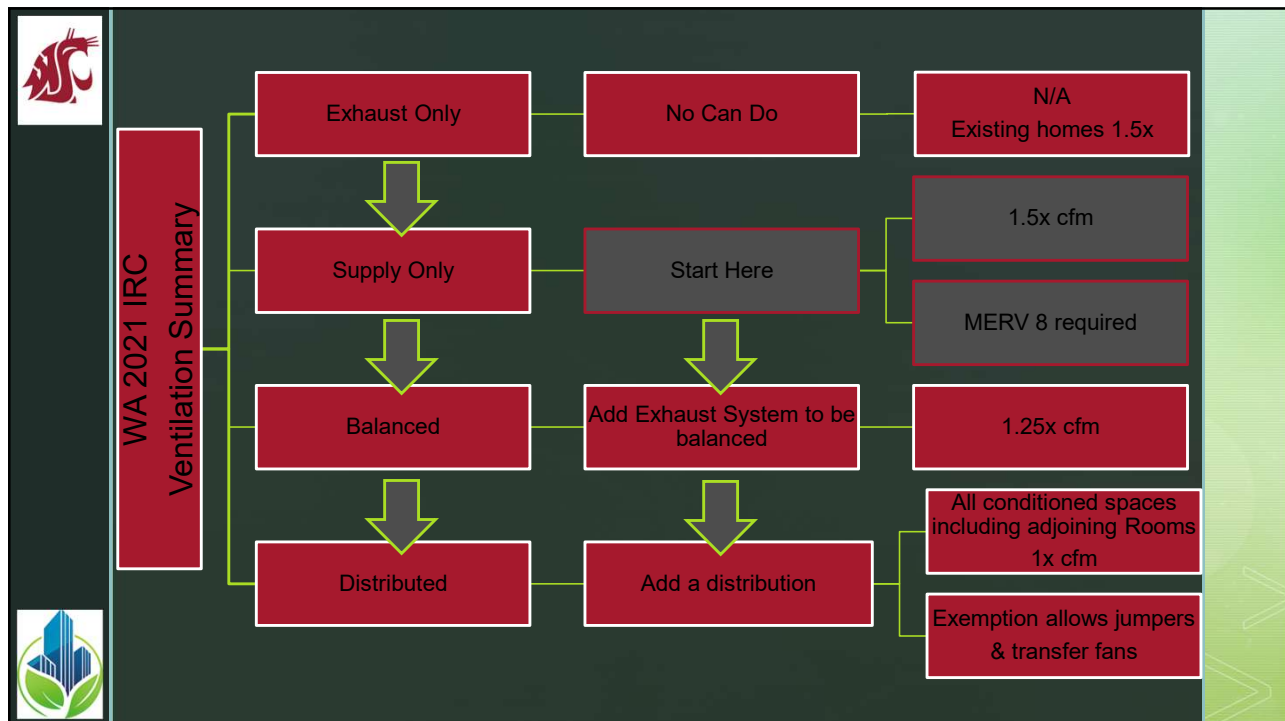 WA 2021 IRC
Ventilation Summary
Exhaust Only
No Can Do
N/A
Existing homes 1.5x
Supply Only
Start Here
1.5x cfm
MERV 8 required
Balanced
Add Exhaust System to be
balanced
1.25x cfm
Distributed
Add a distribution
All conditioned spaces
including adjoining Rooms
1x cfm
Exemption allows jumpers
& transfer fans